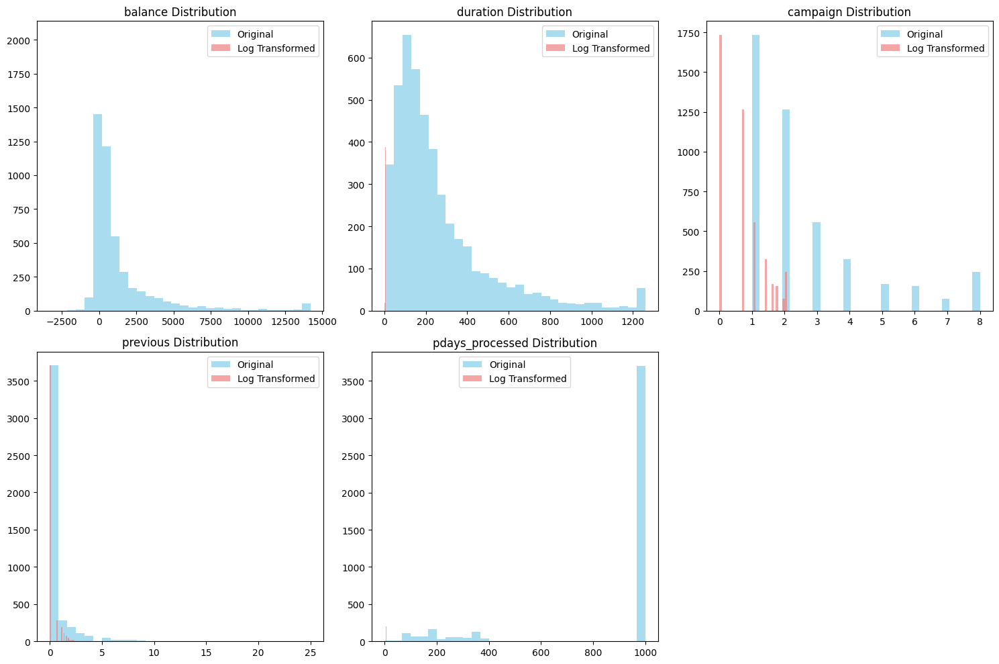 balance Distribution
Original
Log Transformed
2000
1750
1500
1250
1000
750
500
250
0
−2500 0 2500 5000 7500 10000 12500 15000
duration Distribution
Original
Log Transformed
600
500
400
300
200
100
0
0 200 400 600 800 1000 1200
campaign Distribution
Original
Log Transformed
1750
1500
1250
1000
750
500
250
0
0 1 2 3 4 5 6 7 8
previous Distribution
Original
Log Transformed
3500
3000
2500
2000
1500
1000
500
0
0 5 10 15 20 25
pdays_processed Distribution
Original
Log Transformed
3500
3000
2500
2000
1500
1000
500
0
0 200 400 600 800 1000